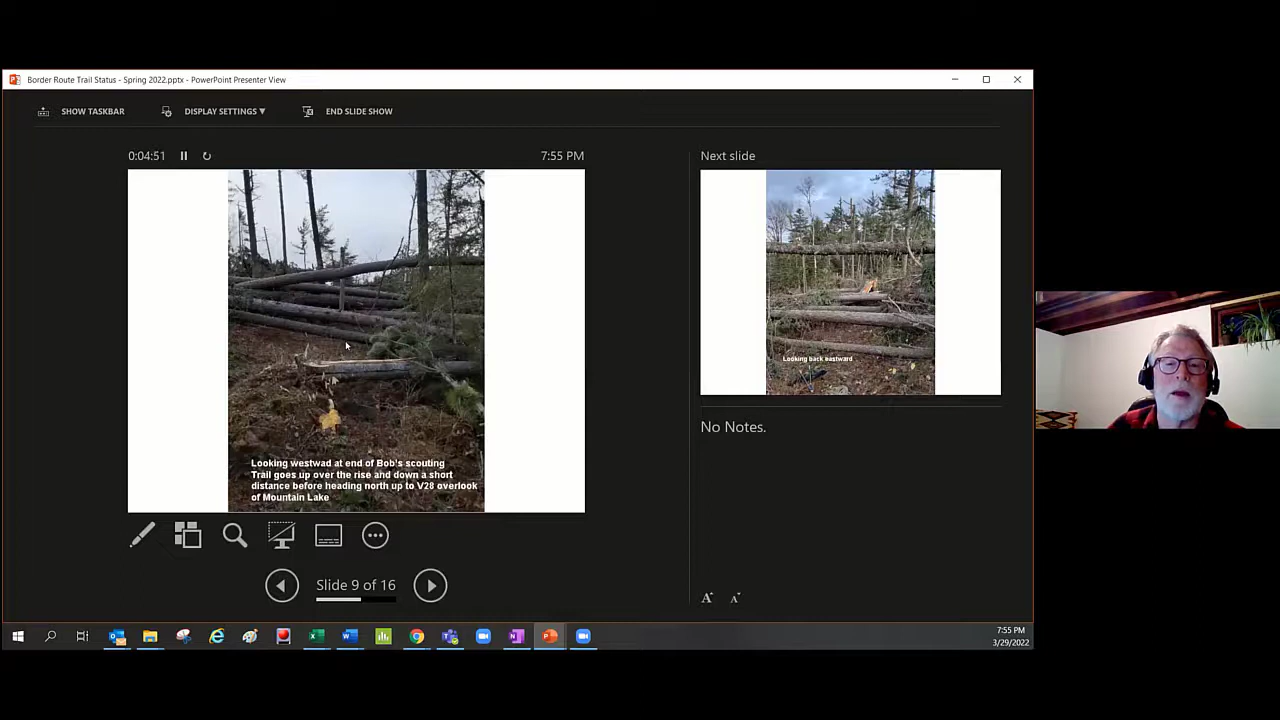 Border Route Trail Status - Spring 2022.pptx - PowerPoint Presenter View
SHOW TASKBAR
DISPLAY SETTINGS ▼
END SLIDE SHOW
0:04:51
7:55 PM
Next slide
Looking westwad at end of Bob's scouting
Trail goes up over the rise and down a short
distance before heading north up to V28 overlook
of Mountain Lake
Looking back eastward
No Notes.
Slide 9 of 16
A
A
7:55 PM
3/29/2022